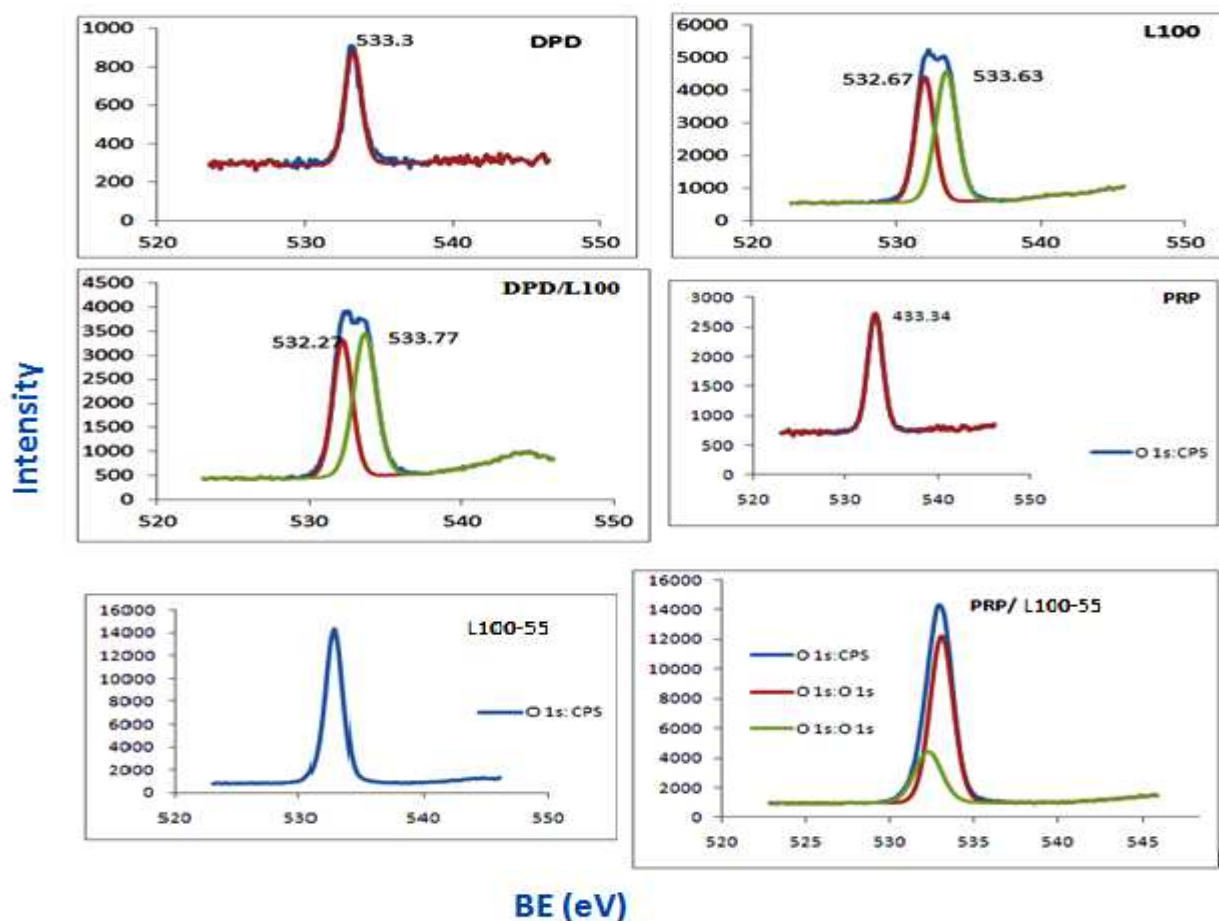 DPD
533.3
1000
800
600
400
200
0
520 530 540 550
L100
532.67 533.63
6000
5000
4000
3000
2000
1000
0
520 530 540 550
DPD/L100
532.27 533.77
4500
4000
3500
3000
2500
2000
1500
1000
500
0
520 530 540 550
PRP
433.34
3000
2500
2000
1500
1000
500
0
520 530 540 550
O 1s:CPS
Intensity
L100-55
16000
14000
12000
10000
8000
6000
4000
2000
0
520 530 540 550
O 1s:CPS
PRP/ L100-55
16000
14000
12000
10000
8000
6000
4000
2000
0
O 1s:CPS
O 1s:O 1s
O 1s:O 1s
520 525 530 535 540 545
BE (eV)